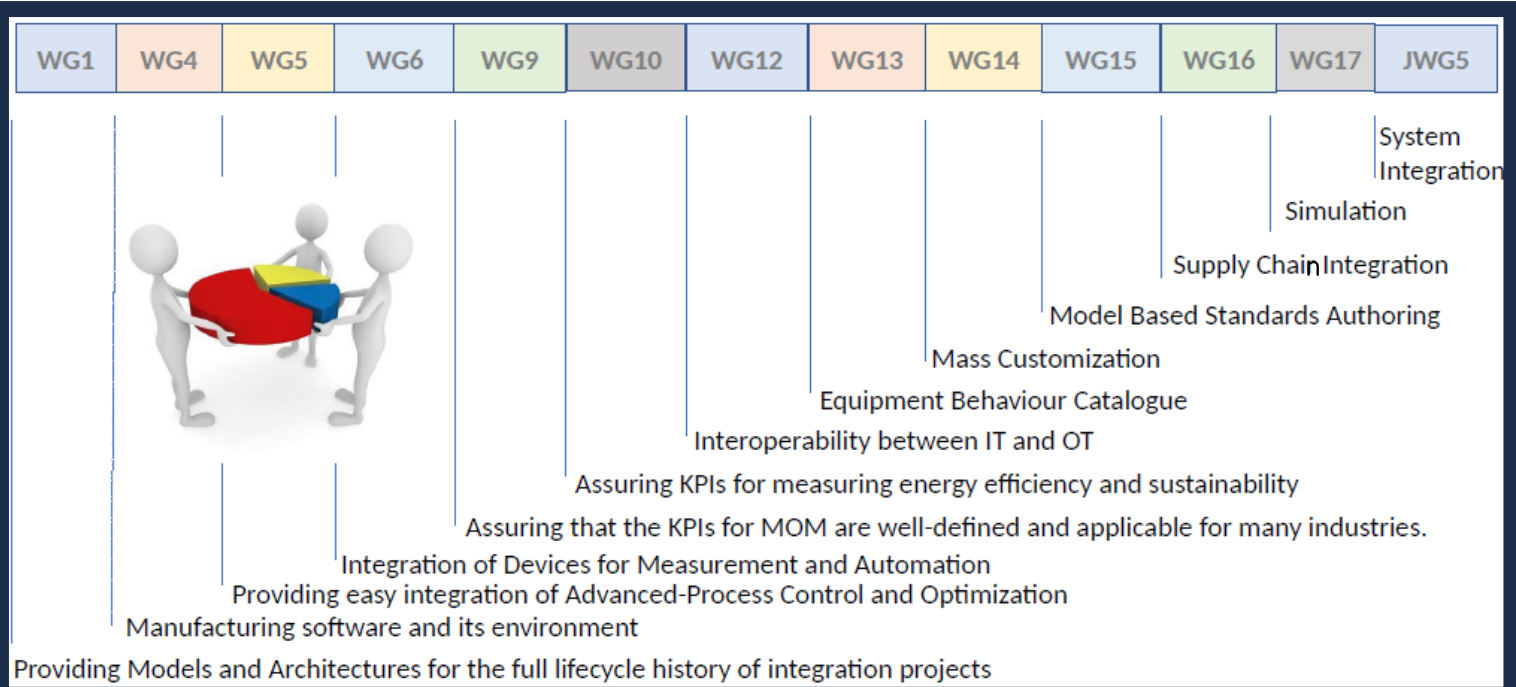 WG1 WG4 WG5 WG6 WG9 WG10 WG12 WG13 WG14 WG15 WG16 WG17 JWG5
System
Integration
Simulation
Supply Chain Integration
Model Based Standards Authoring
Mass Customization
Equipment Behaviour Catalogue
Interoperability between IT and OT
Assuring KPIs for measuring energy efficiency and sustainability
Assuring that the KPIs for MOM are well-defined and applicable for many industries.
Integration of Devices for Measurement and Automation
Providing easy integration of Advanced-Process Control and Optimization
Manufacturing software and its environment
Providing Models and Architectures for the full lifecycle history of integration projects